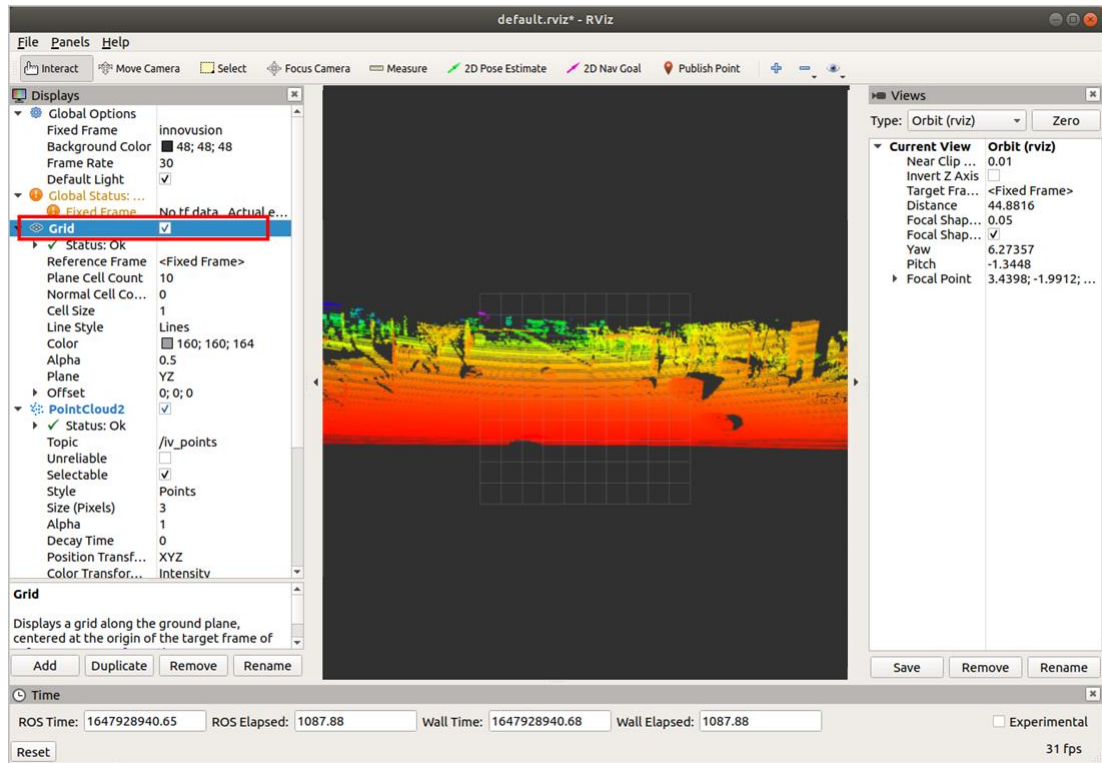 default.rviz* - RViz
File Panels Help
Interact Move Camera Select Focus Camera Measure 2D Pose Estimate 2D Nav Goal Publish Point
Displays
Global Options
Fixed Frame innovusion
Background Color 48; 48; 48
Frame Rate 30
Default Light
Global Status: ...
Fixed Frame No tf data. Actual e...
Grid
Status: Ok
Reference Frame <Fixed Frame>
Plane Cell Count 10
Normal Cell Co... 0
Cell Size 1
Line Style Lines
Color 160; 160; 164
Alpha 0.5
Plane YZ
Offset 0; 0; 0
PointCloud2
Status: Ok
Topic /iv_points
Unreliable
Selectable
Style Points
Size (Pixels) 3
Alpha 1
Decay Time 0
Position Transf... XYZ
Color Transfor... Intensity
Grid
Displays a grid along the ground plane,
centered at the origin of the target frame of
Add Duplicate Remove Rename
Views
Type: Orbit (rviz) Zero
Current View Orbit (rviz)
Near Clip ... 0.01
Invert Z Axis
Target Fra... <Fixed Frame>
Distance 44.8816
Focal Shap... 0.05
Focal Shap...
Yaw 6.27357
Pitch -1.3448
Focal Point 3.4398; -1.9912; ...
Save Remove Rename
Time
ROS Time: 1647928940.65 ROS Elapsed: 1087.88 Wall Time: 1647928940.68 Wall Elapsed: 1087.88 Experimental
Reset 31 fps